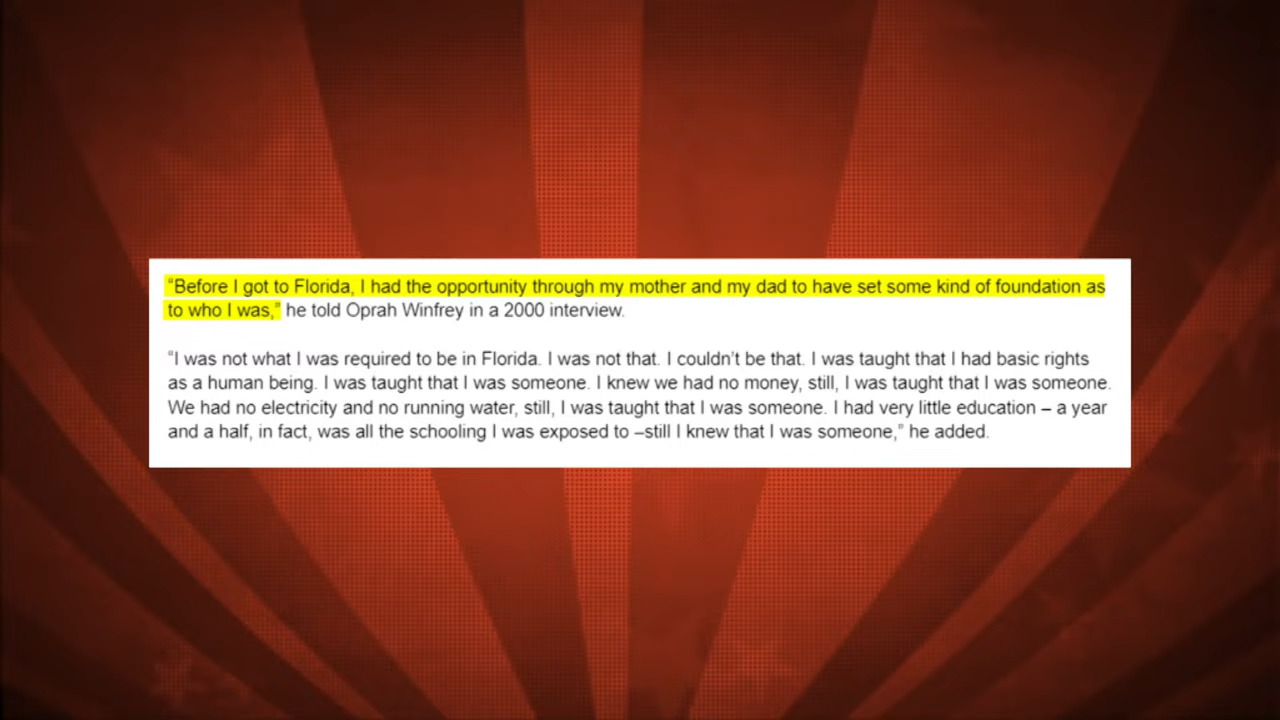 “Before I got to Florida, I had the opportunity through my mother and my dad to have set some kind of foundation as
to who I was,” he told Oprah Winfrey in a 2000 interview.
“I was not what I was required to be in Florida. I was not that. I couldn’t be that. I was taught that I had basic rights
as a human being. I was taught that I was someone. I knew we had no money, still, I was taught that I was someone.
We had no electricity and no running water, still, I was taught that I was someone. I had very little education – a year
and a half, in fact, was all the schooling I was exposed to –still I knew that I was someone,” he added.